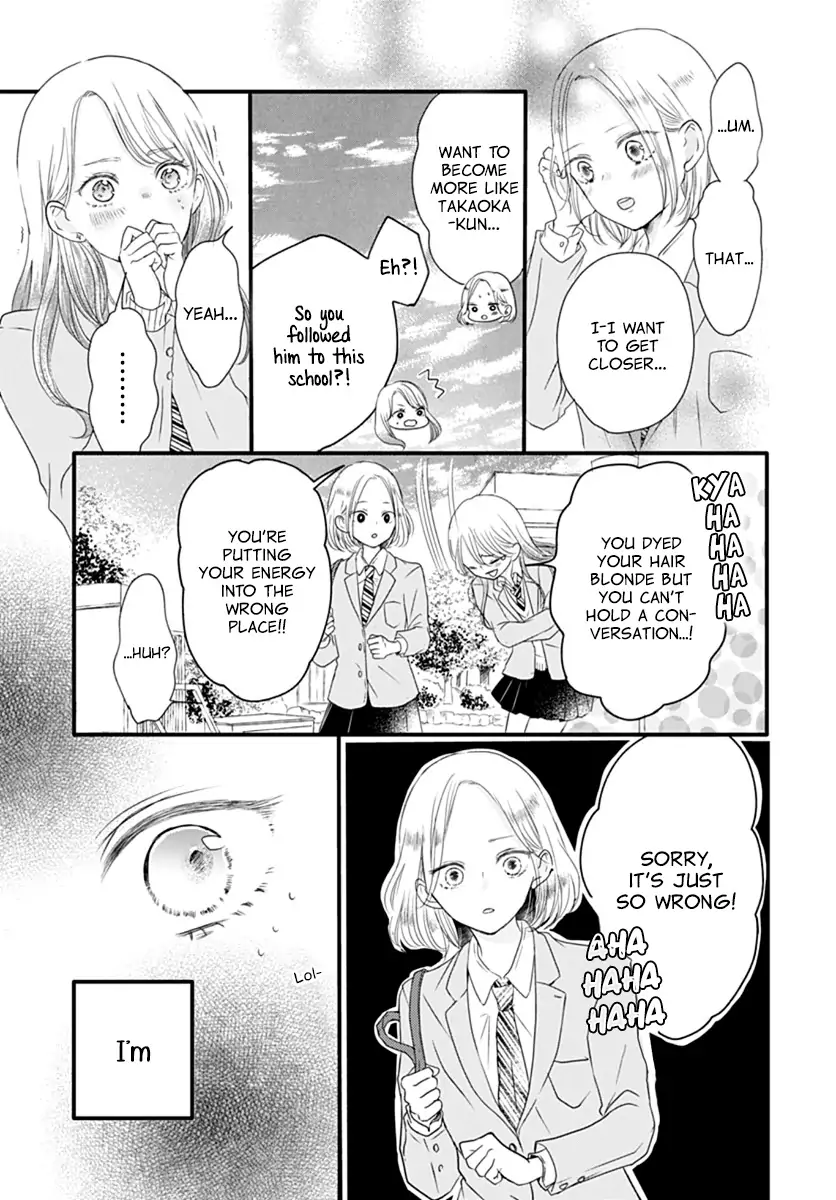 ...UM.
THAT...
I-I WANT
TO GET
CLOSER...
WANT TO
BECOME
MORE LIKE
TAKAOKA
-KUN...
Eh?!
So you
followed
him to this
school?!
YEAH...
.........
KYA
HA
HA
HA
HA
YOU DYED
YOUR HAIR
BLONDE BUT
YOU CAN'T
HOLD A CON-
VERSATION...!
YOU'RE
PUTTING
YOUR ENERGY
INTO THE
WRONG
PLACE!!
...HUH?
SORRY,
IT'S JUST
SO WRONG!
AHA
HAHA
HAHA
Lol-
I'm